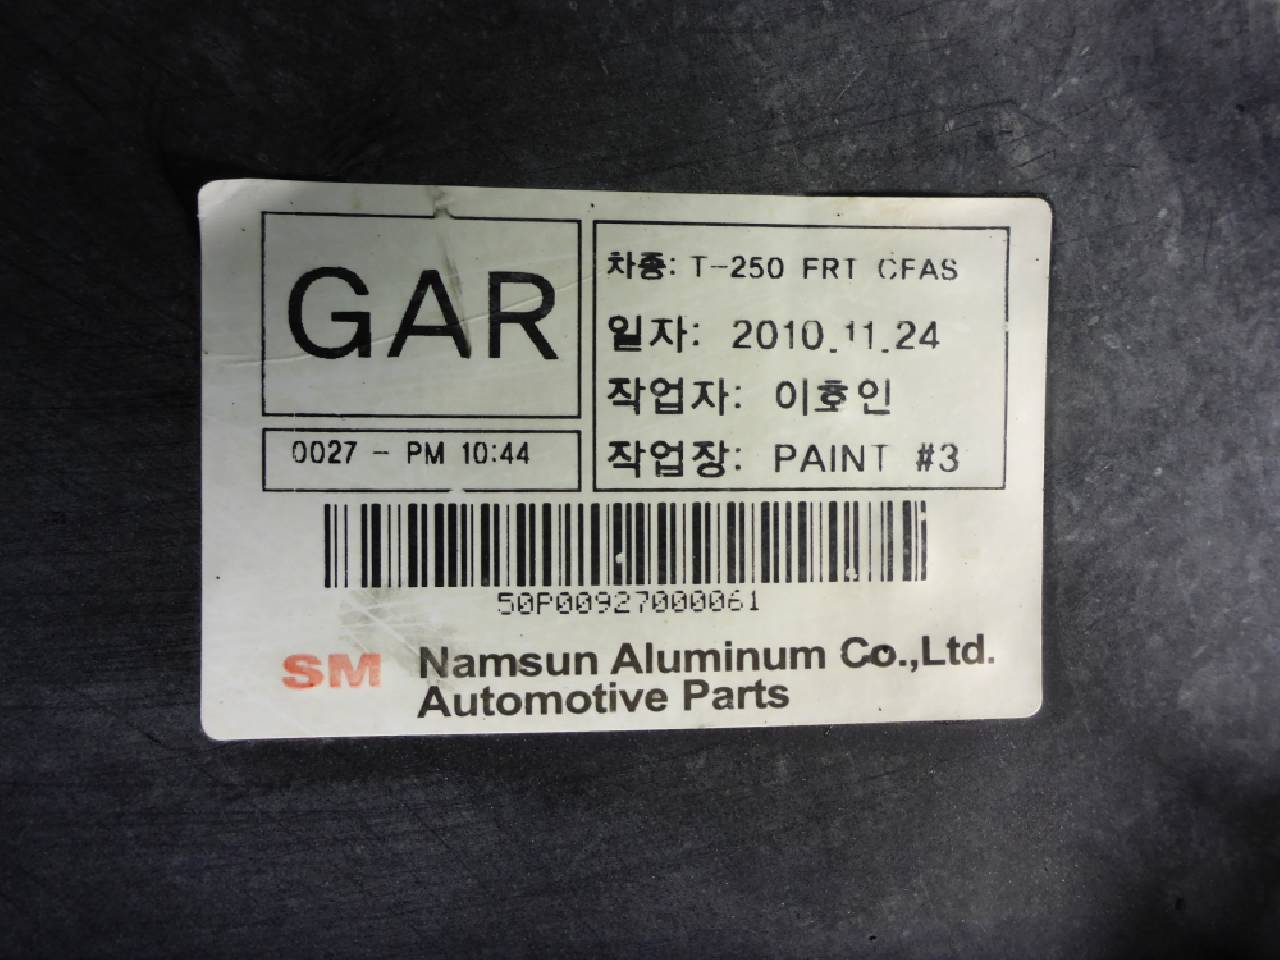 GAR
0027 - PM 10:44
차종: T-250 FRT CFAS
일자: 2010.11.24
작업자: 이호인
작업장: PAINT #3
50P00927000061
SM
Namsun Aluminum Co.,Ltd.
Automotive Parts